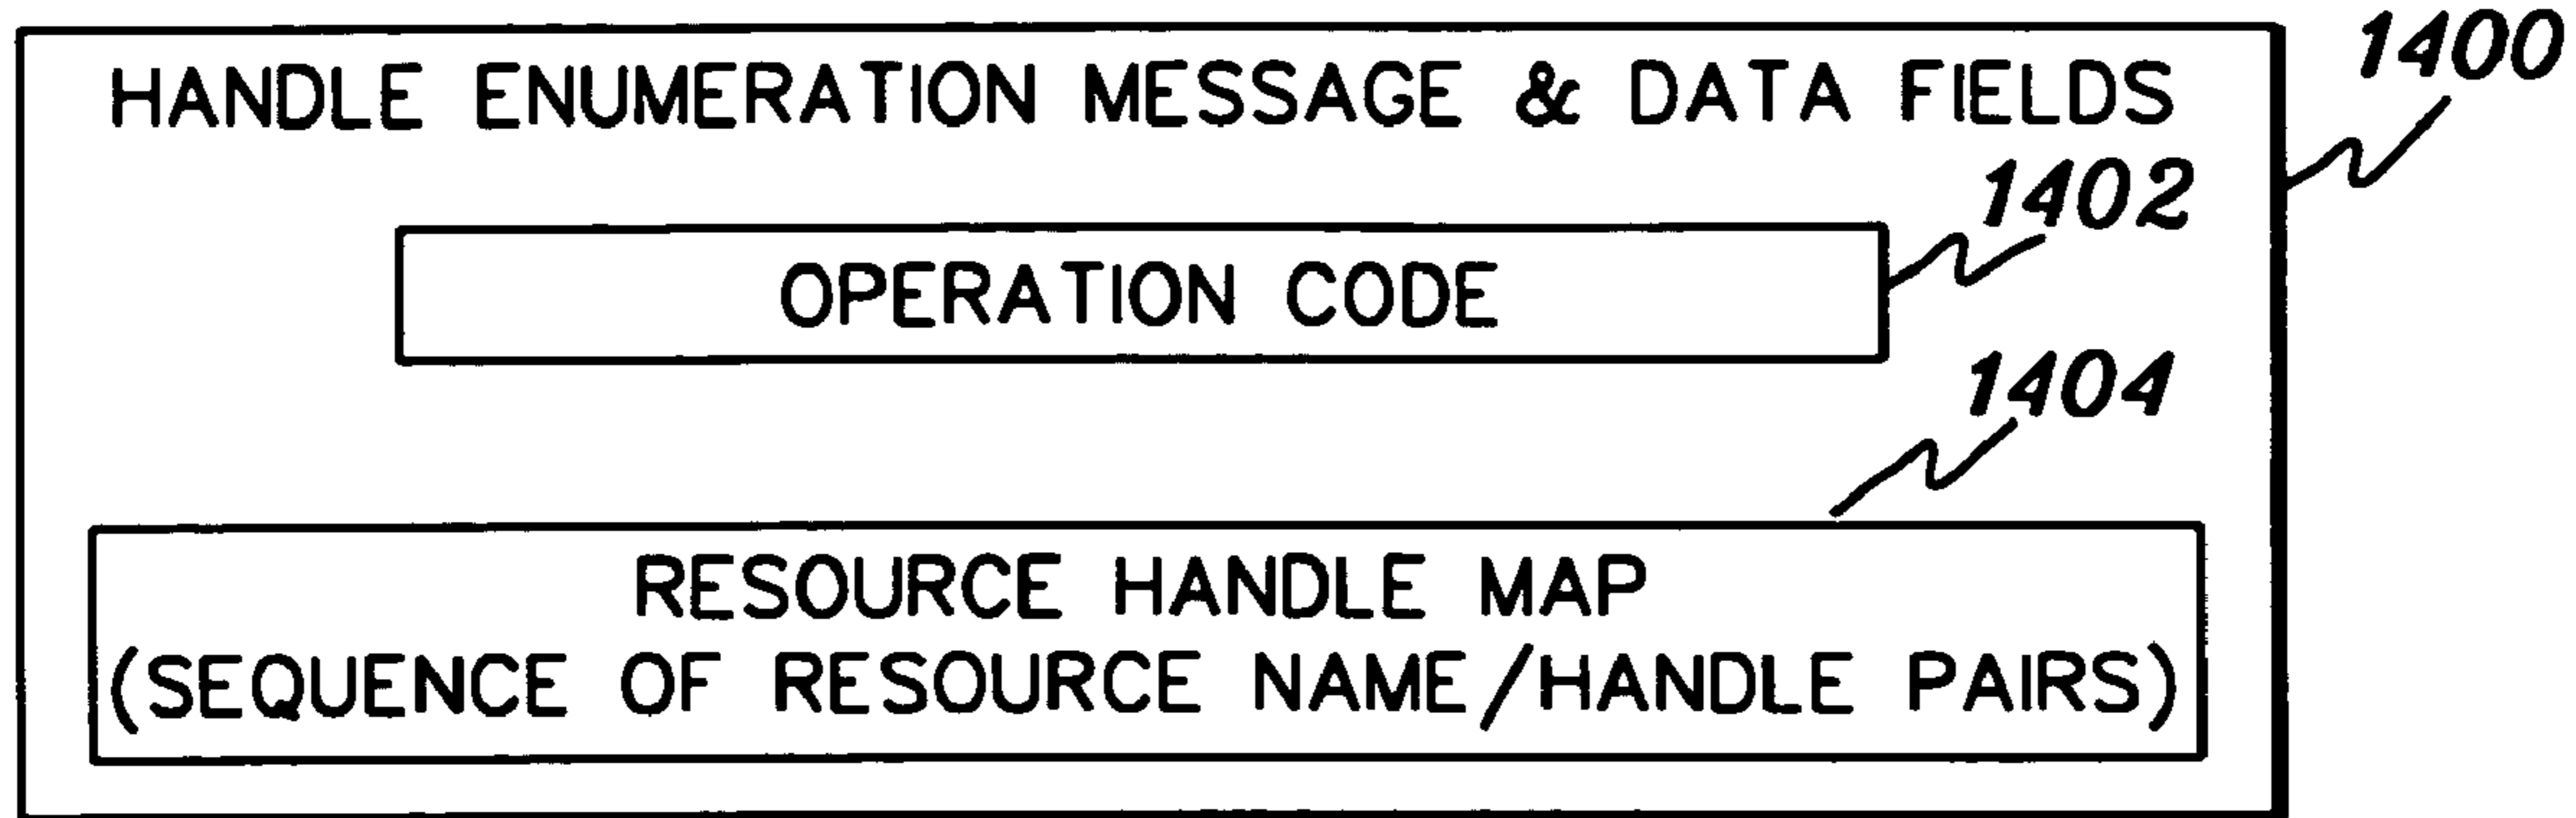 1400
HANDLE ENUMERATION MESSAGE & DATA FIELDS
1402
OPERATION CODE
1404
RESOURCE HANDLE MAP
(SEQUENCE OF RESOURCE NAME/HANDLE PAIRS)